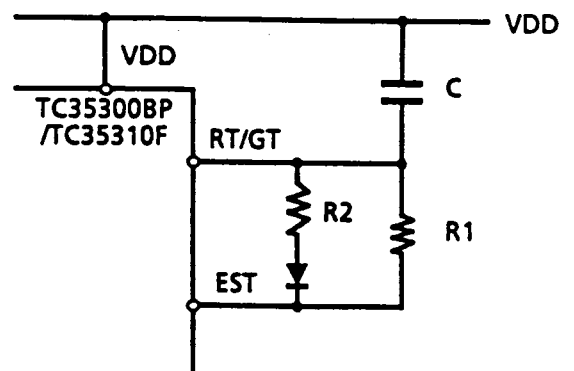 VDD
VDD
C
TC35300BP
/TC35310F
RT/GT
R2
R1
EST